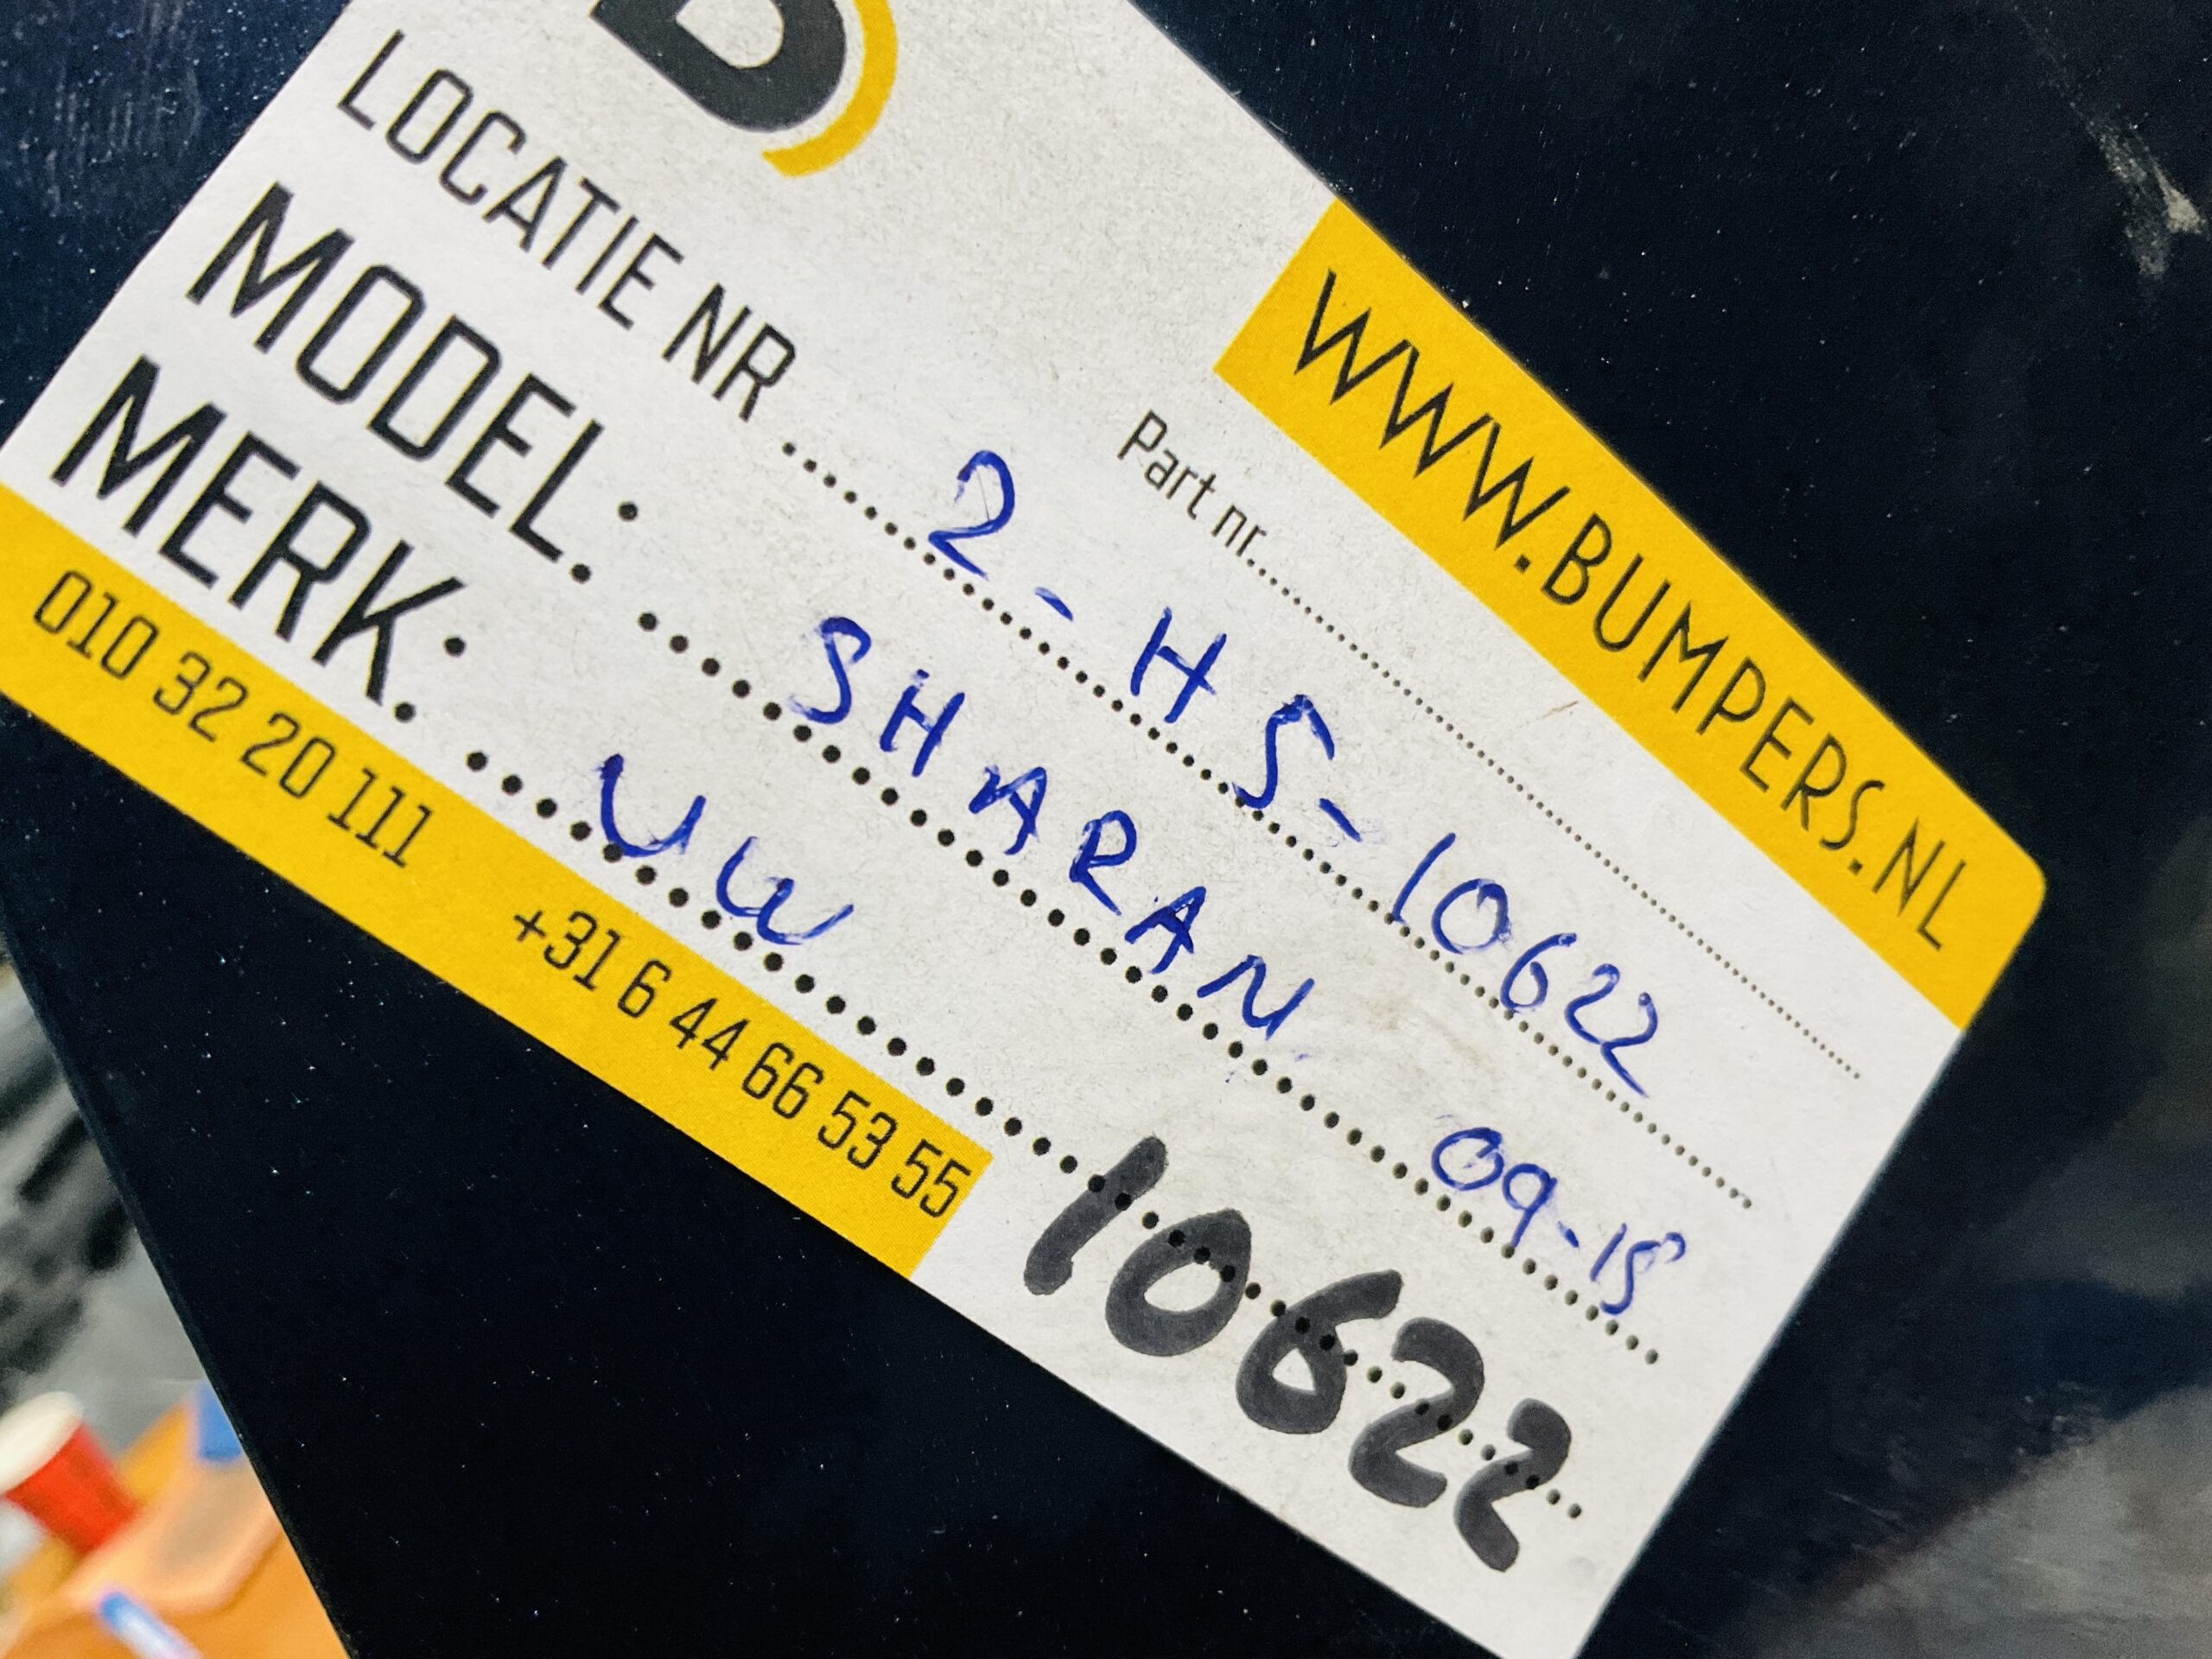 WWW.BUMPERS.NL
Part nr.
LOCATIE NR 2-HS-10622
MODEL: SHARAN 09-15
MERK: VW
10622
010 32 20 111 +31 6 44 66 53 55